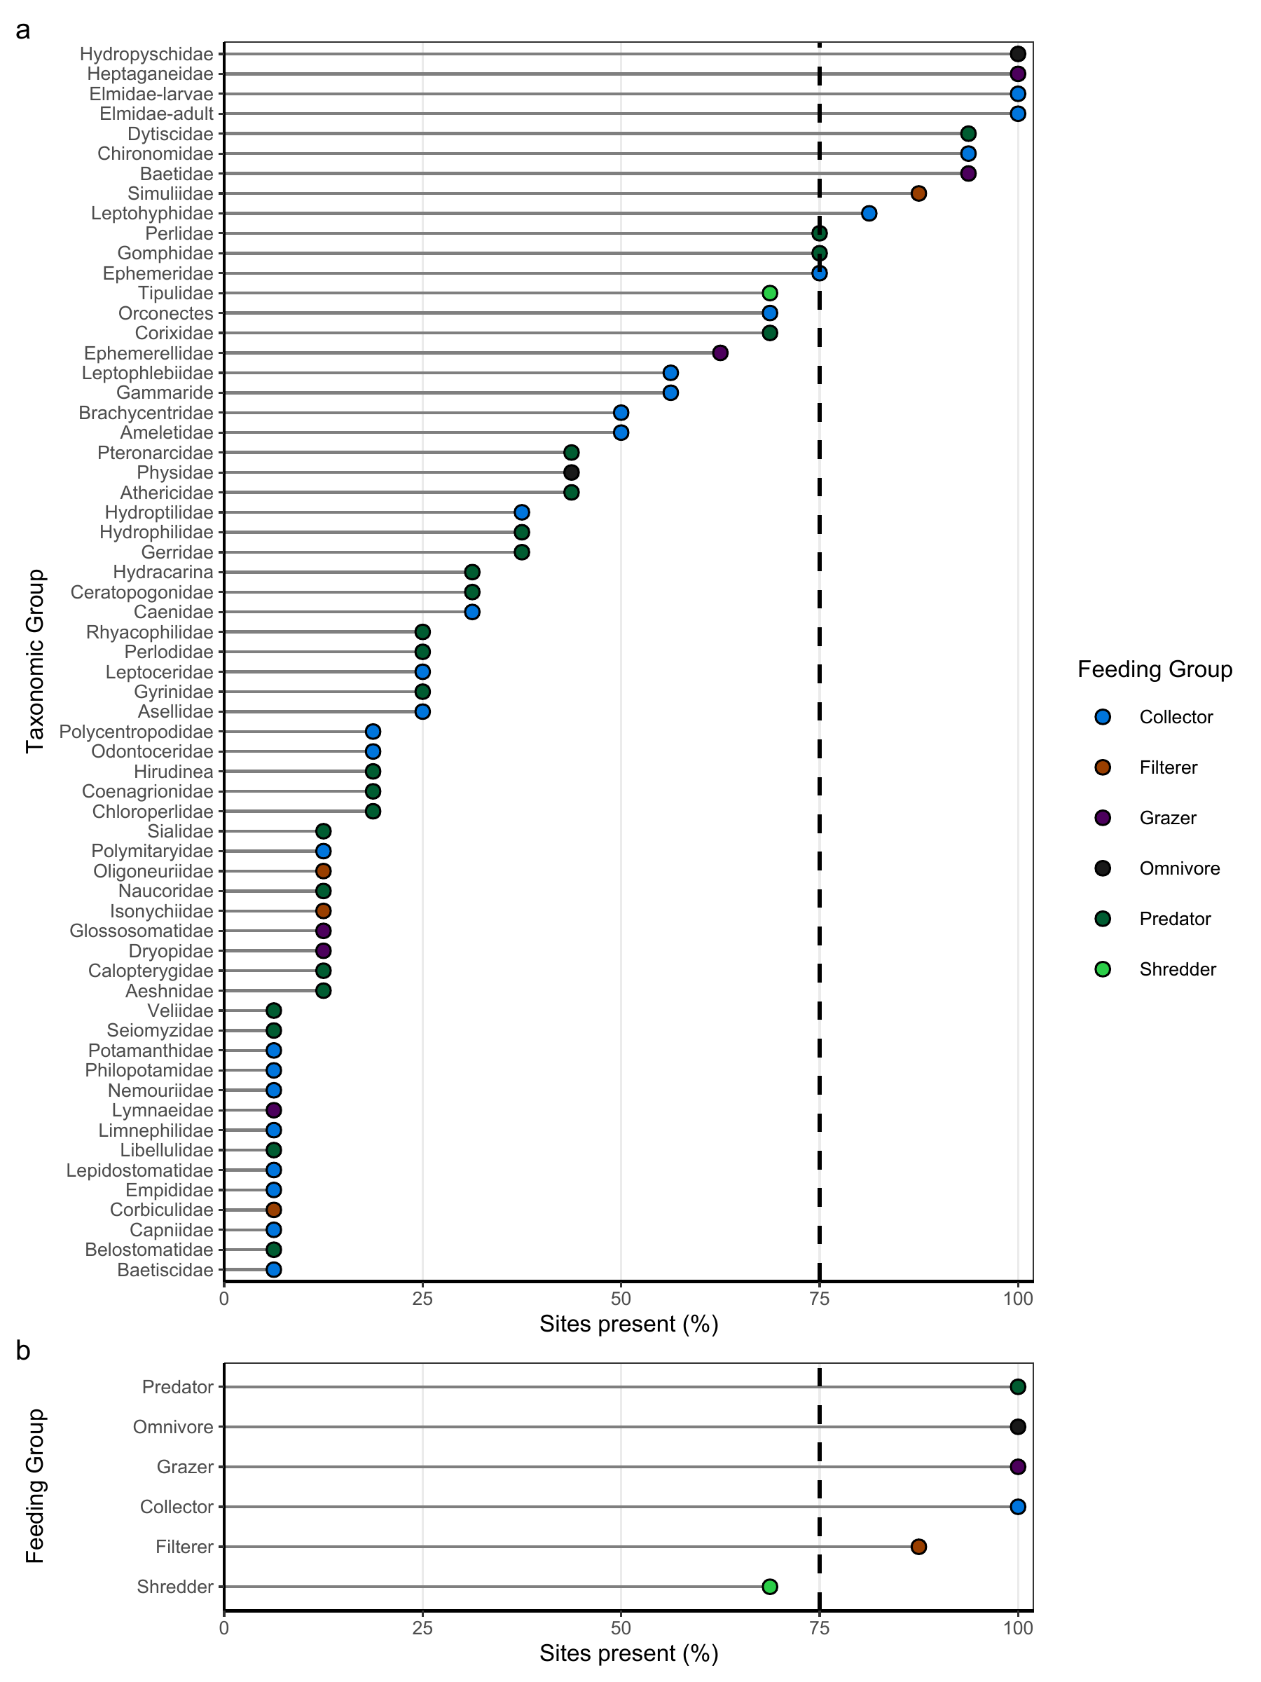 a
Hydropyschidae
Heptaganeidae
Elmidae-larvae
Elmidae-adult
Dytiscidae
Chironomidae
Baetidae
Simuliidae
Leptohyphidae
Perlidae
Gomphidae
Ephemeridae
Tipulidae
Orconectes
Corixidae
Ephemerellidae
Leptophlebiidae
Gammaride
Brachycentridae
Ameletidae
Pteronarcidae
Physidae
Athericidae
Hydroptilidae
Hydrophilidae
Gerridae
Hydracarina
Ceratopogonidae
Caenidae
Rhyacophilidae
Perlodidae
Leptoceridae
Gyrinidae
Asellidae
Polycentropodidae
Odontoceridae
Hirudinea
Coenagrionidae
Chloroperlidae
Sialidae
Polymitaryidae
Oligoneuriidae
Naucoridae
Isonychiidae
Glossosomatidae
Dryopidae
Calopterygidae
Aeshnidae
Veliidae
Seiomyzidae
Potamanthidae
Philopotamidae
Nemouriidae
Lymnaeidae
Limnephilidae
Libellulidae
Lepidostomatidae
Empididae
Corbiculidae
Capniidae
Belostomatidae
Baetiscidae
Taxonomic Group
0 25 50 75 100
Sites present (%)
Feeding Group
Collector
Filterer
Grazer
Omnivore
Predator
Shredder
b
Predator
Omnivore
Grazer
Collector
Filterer
Shredder
Feeding Group
0 25 50 75 100
Sites present (%)